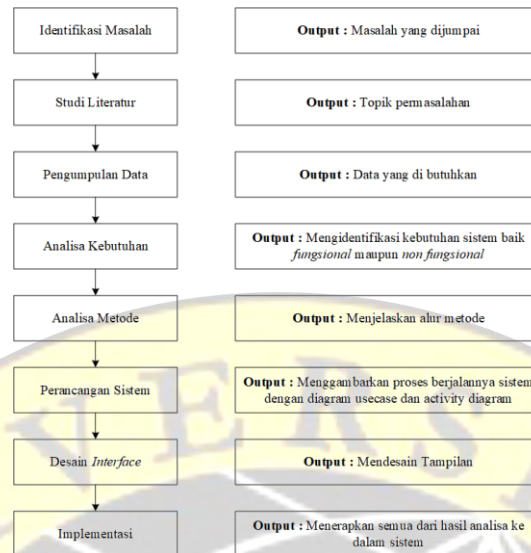 Identifikasi Masalah
Output : Masalah yang dijumpai
Studi Literatur
Output : Topik permasalahan
Pengumpulan Data
Output : Data yang di butuhkan
Analisa Kebutuhan
Output : Mengidentifikasi kebutuhan sistem baik
fungsional maupun non fungsional
Analisa Metode
Output : Menjelaskan alur metode
Perancangan Sistem
Output : Menggambarkan proses berjalannya sistem
dengan diagram usecase dan activity diagram
Desain Interface
Output : Mendesain Tampilan
Implementasi
Output : Menerapkan semua dari hasil analisa ke
dalam sistem
VERS